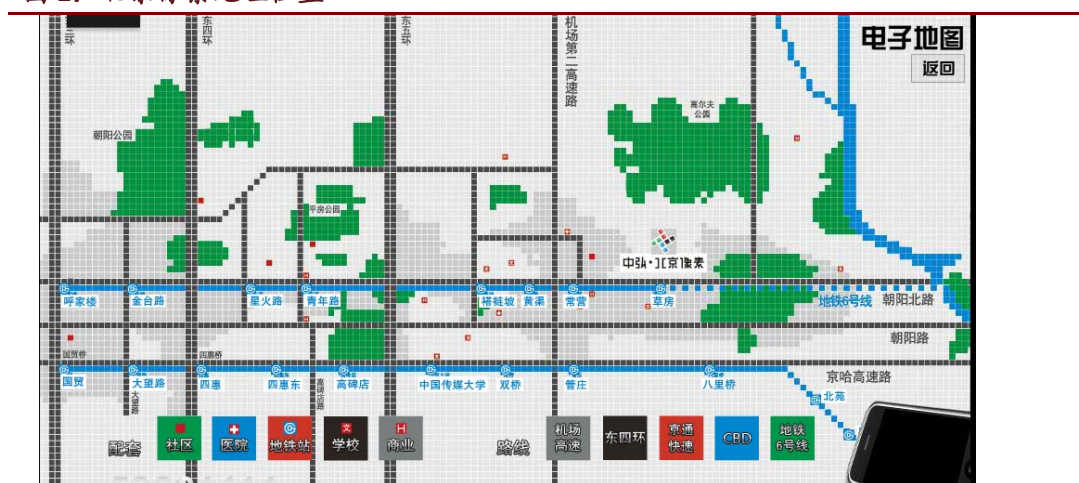 东四环
东五环
机场第二高速路
电子地图
返回
朝阳公园
高尔夫
公园
平房公园
中弘·北京像素
呼家楼
金台路
星火路
青年路
褡裢坡
黄渠
常营
草房
地铁6号线
朝阳北路
朝阳路
国贸桥
四惠桥
京哈高速路
国贸
大望路
四惠
四惠东
高碑店
中国传媒大学
双桥
管庄
八里桥
北苑
大望路
高碑店路
配套
社区
医院
地铁站
文
学校
H
商业
路线
机场
高速
东四环
京通
快速
CBD
地铁
6号线